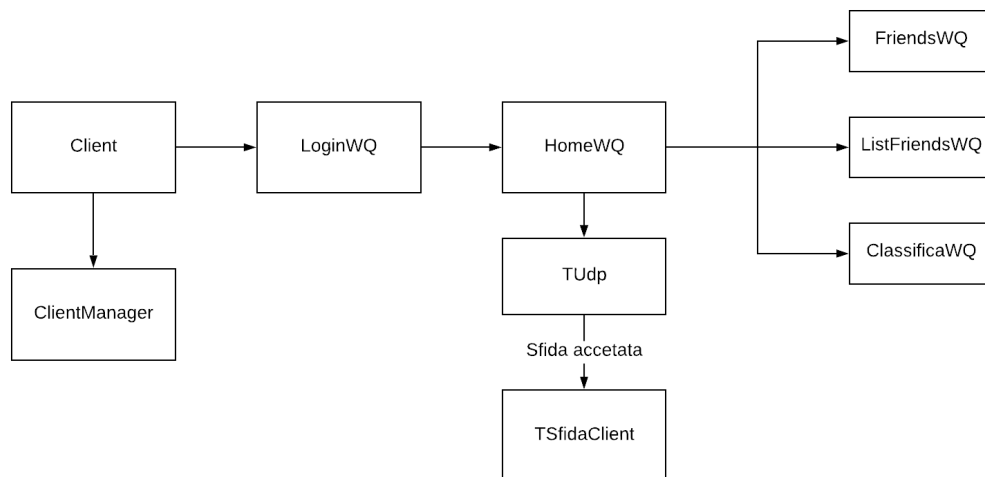 FriendsWQ
Client
LoginWQ
HomeWQ
ListFriendsWQ
ClassificaWQ
TUdp
ClientManager
Sfida accetata
TSfidaClient